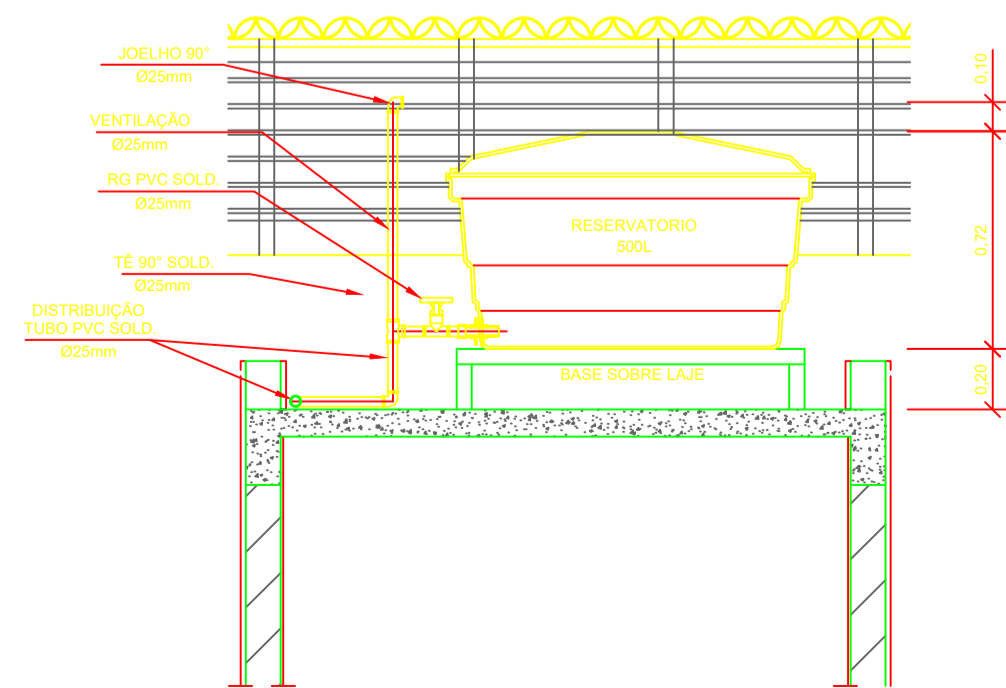 JOELHO 90°
Ø25mm
VENTILAÇÃO
Ø25mm
RG PVC SOLD.
Ø25mm
TÊ 90° SOLD.
Ø25mm
DISTRIBUIÇÃO
TUBO PVC SOLD.
Ø25mm
RESERVATORIO
500L
BASE SOBRE LAJE
0,10
0,72
0,20